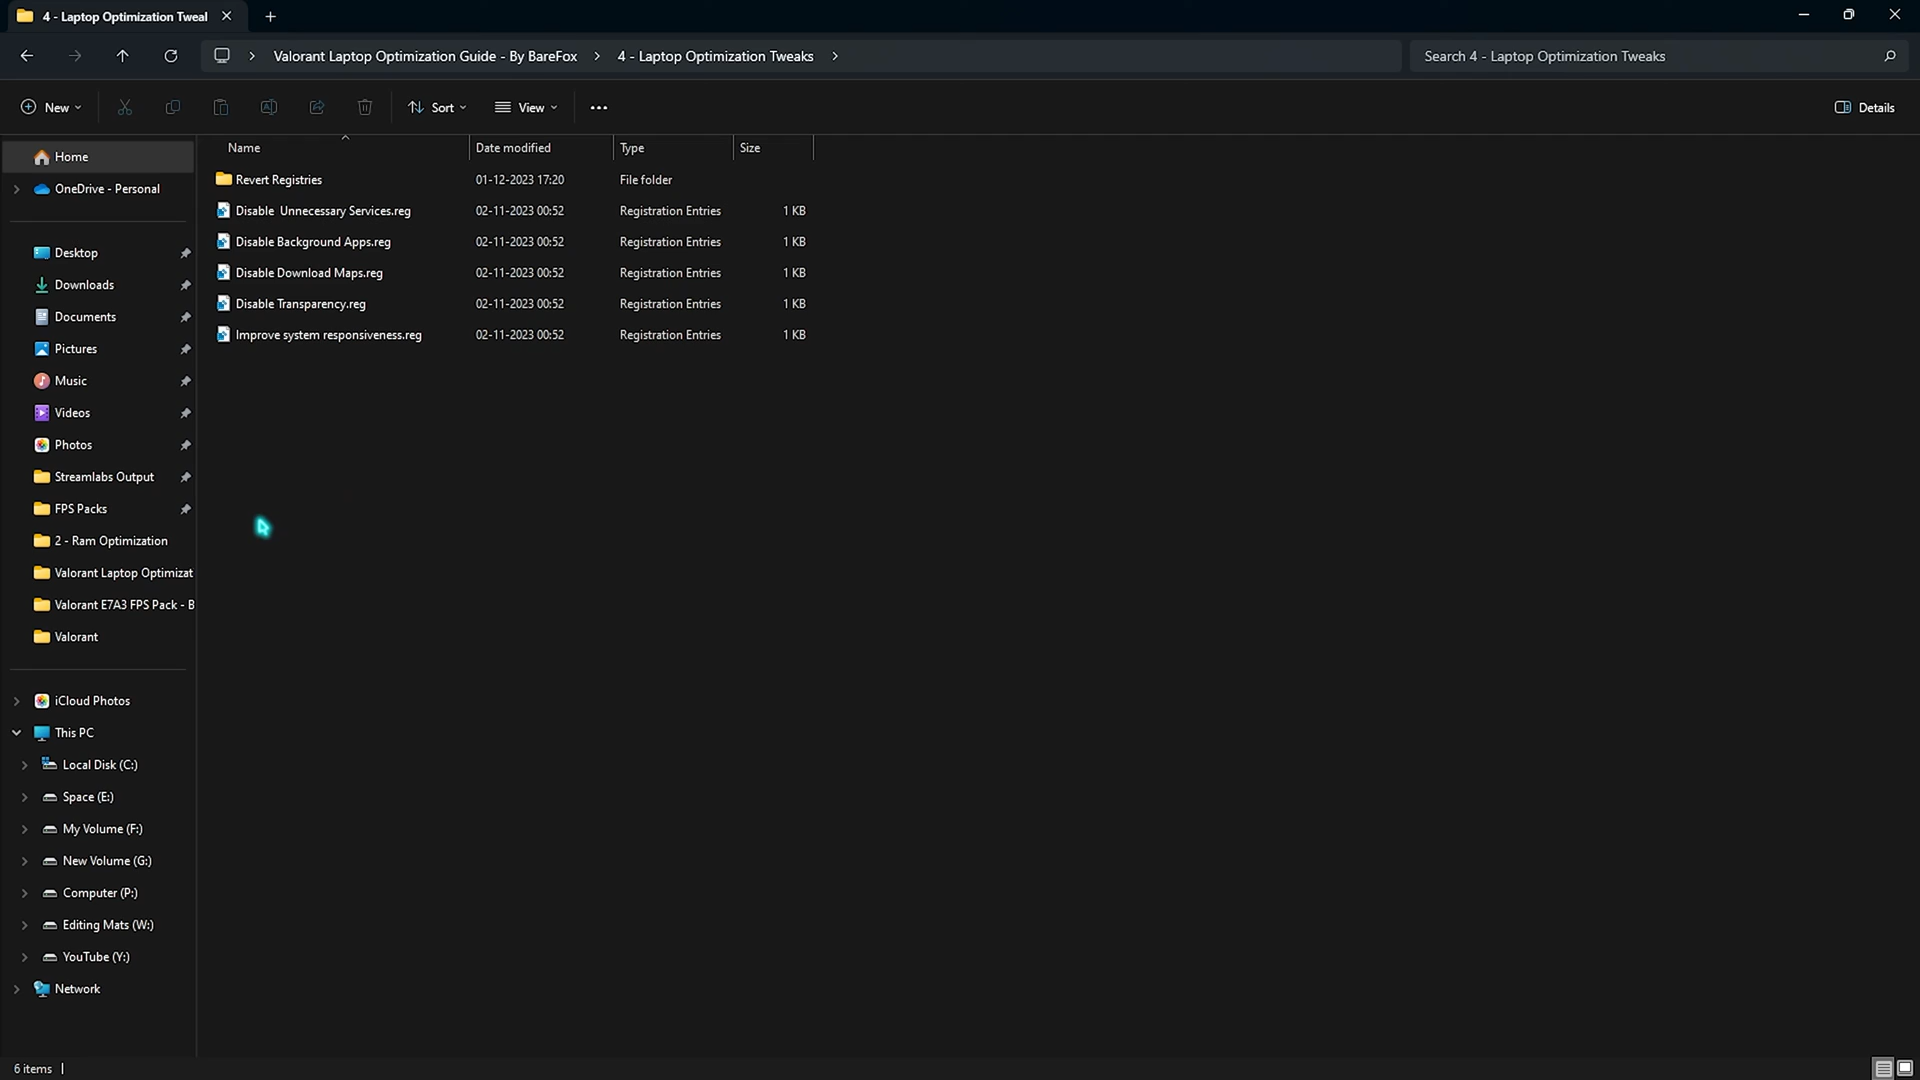 4 - Laptop Optimization Tweal
Valorant Laptop Optimization Guide - By BareFox
4 - Laptop Optimization Tweaks
Search 4 - Laptop Optimization Tweaks
New
Sort
View
Details
Name Date modified Type Size
Home
OneDrive - Personal
Desktop
Downloads
Documents
Pictures
Music
Videos
Photos
Streamlabs Output
FPS Packs
2 - Ram Optimization
Valorant Laptop Optimizat
Valorant E7A3 FPS Pack - B
Valorant
iCloud Photos
This PC
Local Disk (C:)
Space (E:)
My Volume (F:)
New Volume (G:)
Computer (P:)
Editing Mats (W:)
YouTube (Y:)
Network
Revert Registries 01-12-2023 17:20 File folder
Disable  Unnecessary Services.reg 02-11-2023 00:52 Registration Entries 1 KB
Disable Background Apps.reg 02-11-2023 00:52 Registration Entries 1 KB
Disable Download Maps.reg 02-11-2023 00:52 Registration Entries 1 KB
Disable Transparency.reg 02-11-2023 00:52 Registration Entries 1 KB
Improve system responsiveness.reg 02-11-2023 00:52 Registration Entries 1 KB
6 items